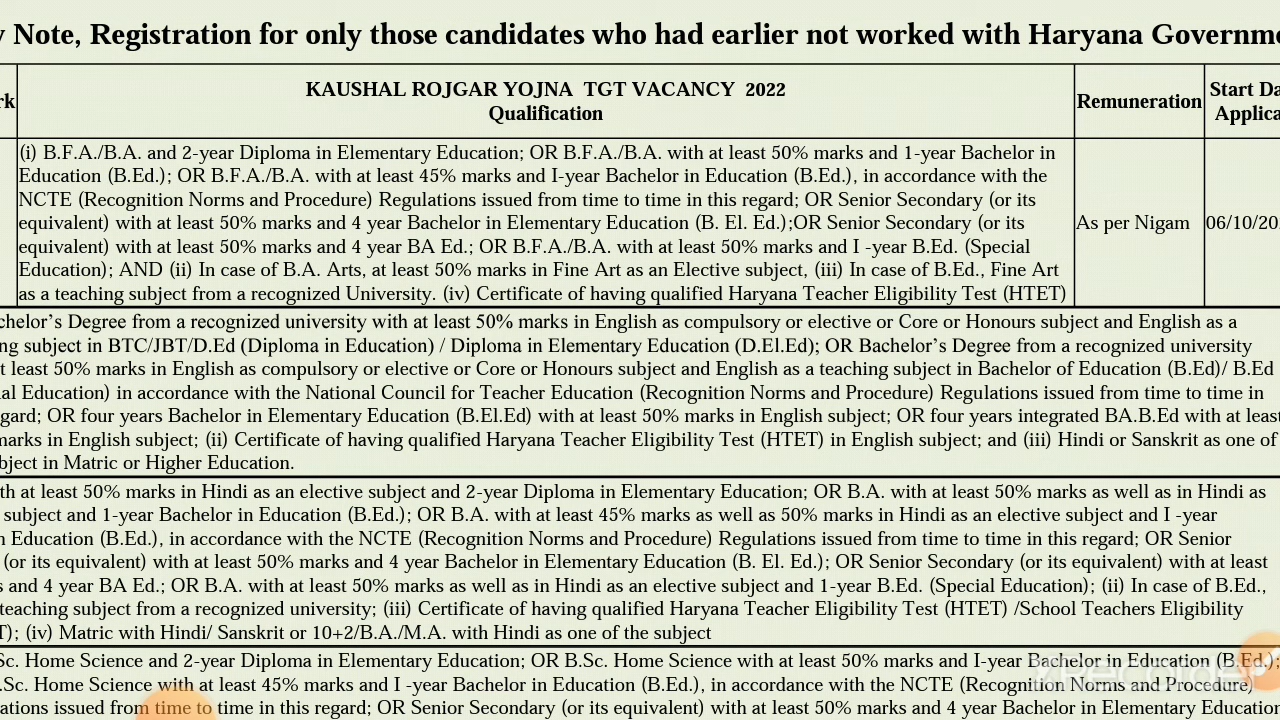 y Note, Registration for only those candidates who had earlier not worked with Haryana Governme
rk
KAUSHAL ROJGAR YOJNA TGT VACANCY 2022
Qualification
Remuneration
Start Da
Applica
(i) B.F.A./B.A. and 2-year Diploma in Elementary Education; OR B.F.A./B.A. with at least 50% marks and 1-year Bachelor in
Education (B.Ed.); OR B.F.A./B.A. with at least 45% marks and I-year Bachelor in Education (B.Ed.), in accordance with the
NCTE (Recognition Norms and Procedure) Regulations issued from time to time in this regard; OR Senior Secondary (or its
equivalent) with at least 50% marks and 4 year Bachelor in Elementary Education (B. El. Ed.);OR Senior Secondary (or its
equivalent) with at least 50% marks and 4 year BA Ed.; OR B.F.A./B.A. with at least 50% marks and I -year B.Ed. (Special
Education); AND (ii) In case of B.A. Arts, at least 50% marks in Fine Art as an Elective subject, (iii) In case of B.Ed., Fine Art
as a teaching subject from a recognized University. (iv) Certificate of having qualified Haryana Teacher Eligibility Test (HTET)
As per Nigam
06/10/20
chelor's Degree from a recognized university with at least 50% marks in English as compulsory or elective or Core or Honours subject and English as a
ng subject in BTC/JBT/D.Ed (Diploma in Education) / Diploma in Elementary Education (D.El.Ed); OR Bachelor's Degree from a recognized university
t least 50% marks in English as compulsory or elective or Core or Honours subject and English as a teaching subject in Bachelor of Education (B.Ed)/ B.Ed
ial Education) in accordance with the National Council for Teacher Education (Recognition Norms and Procedure) Regulations issued from time to time in
egard; OR four years Bachelor in Elementary Education (B.El.Ed) with at least 50% marks in English subject; OR four years integrated BA.B.Ed with at least
marks in English subject; (ii) Certificate of having qualified Haryana Teacher Eligibility Test (HTET) in English subject; and (iii) Hindi or Sanskrit as one of
bject in Matric or Higher Education.
th at least 50% marks in Hindi as an elective subject and 2-year Diploma in Elementary Education; OR B.A. with at least 50% marks as well as in Hindi as
subject and 1-year Bachelor in Education (B.Ed.); OR B.A. with at least 45% marks as well as 50% marks in Hindi as an elective subject and I -year
n Education (B.Ed.), in accordance with the NCTE (Recognition Norms and Procedure) Regulations issued from time to time in this regard; OR Senior
(or its equivalent) with at least 50% marks and 4 year Bachelor in Elementary Education (B. El. Ed.); OR Senior Secondary (or its equivalent) with at least
s and 4 year BA Ed.; OR B.A. with at least 50% marks as well as in Hindi as an elective subject and 1-year B.Ed. (Special Education); (ii) In case of B.Ed.,
teaching subject from a recognized university; (iii) Certificate of having qualified Haryana Teacher Eligibility Test (HTET) /School Teachers Eligibility
T); (iv) Matric with Hindi/ Sanskrit or 10+2/B.A./M.A. with Hindi as one of the subject
Sc. Home Science and 2-year Diploma in Elementary Education; OR B.Sc. Home Science with at least 50% marks and I-year Bachelor in Education (B.Ed.);
.Sc. Home Science with at least 45% marks and I -year Bachelor in Education (B.Ed.), in accordance with the NCTE (Recognition Norms and Procedure)
XRecorder
ations issued from time to time in this regard; OR Senior Secondary (or its equivalent) with at least 50% marks and 4 year Bachelor in Elementary Education